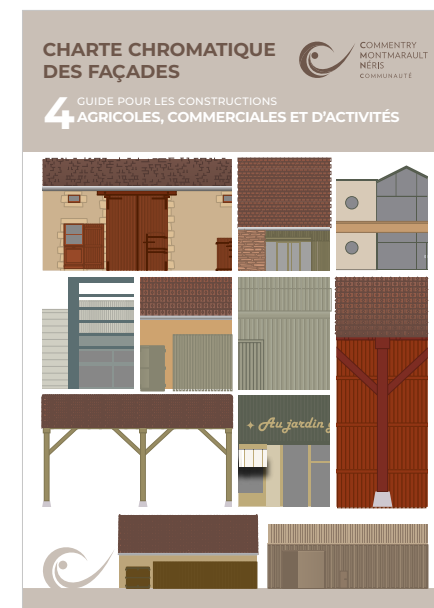 CHARTE CHROMATIQUE
DES FAÇADES
COMMENTRY
MONTMARAULT
NÉRIS
COMMUNAUTÉ
4 GUIDE POUR LES CONSTRUCTIONS
AGRICOLES, COMMERCIALES ET D'ACTIVITÉS
Au jardin